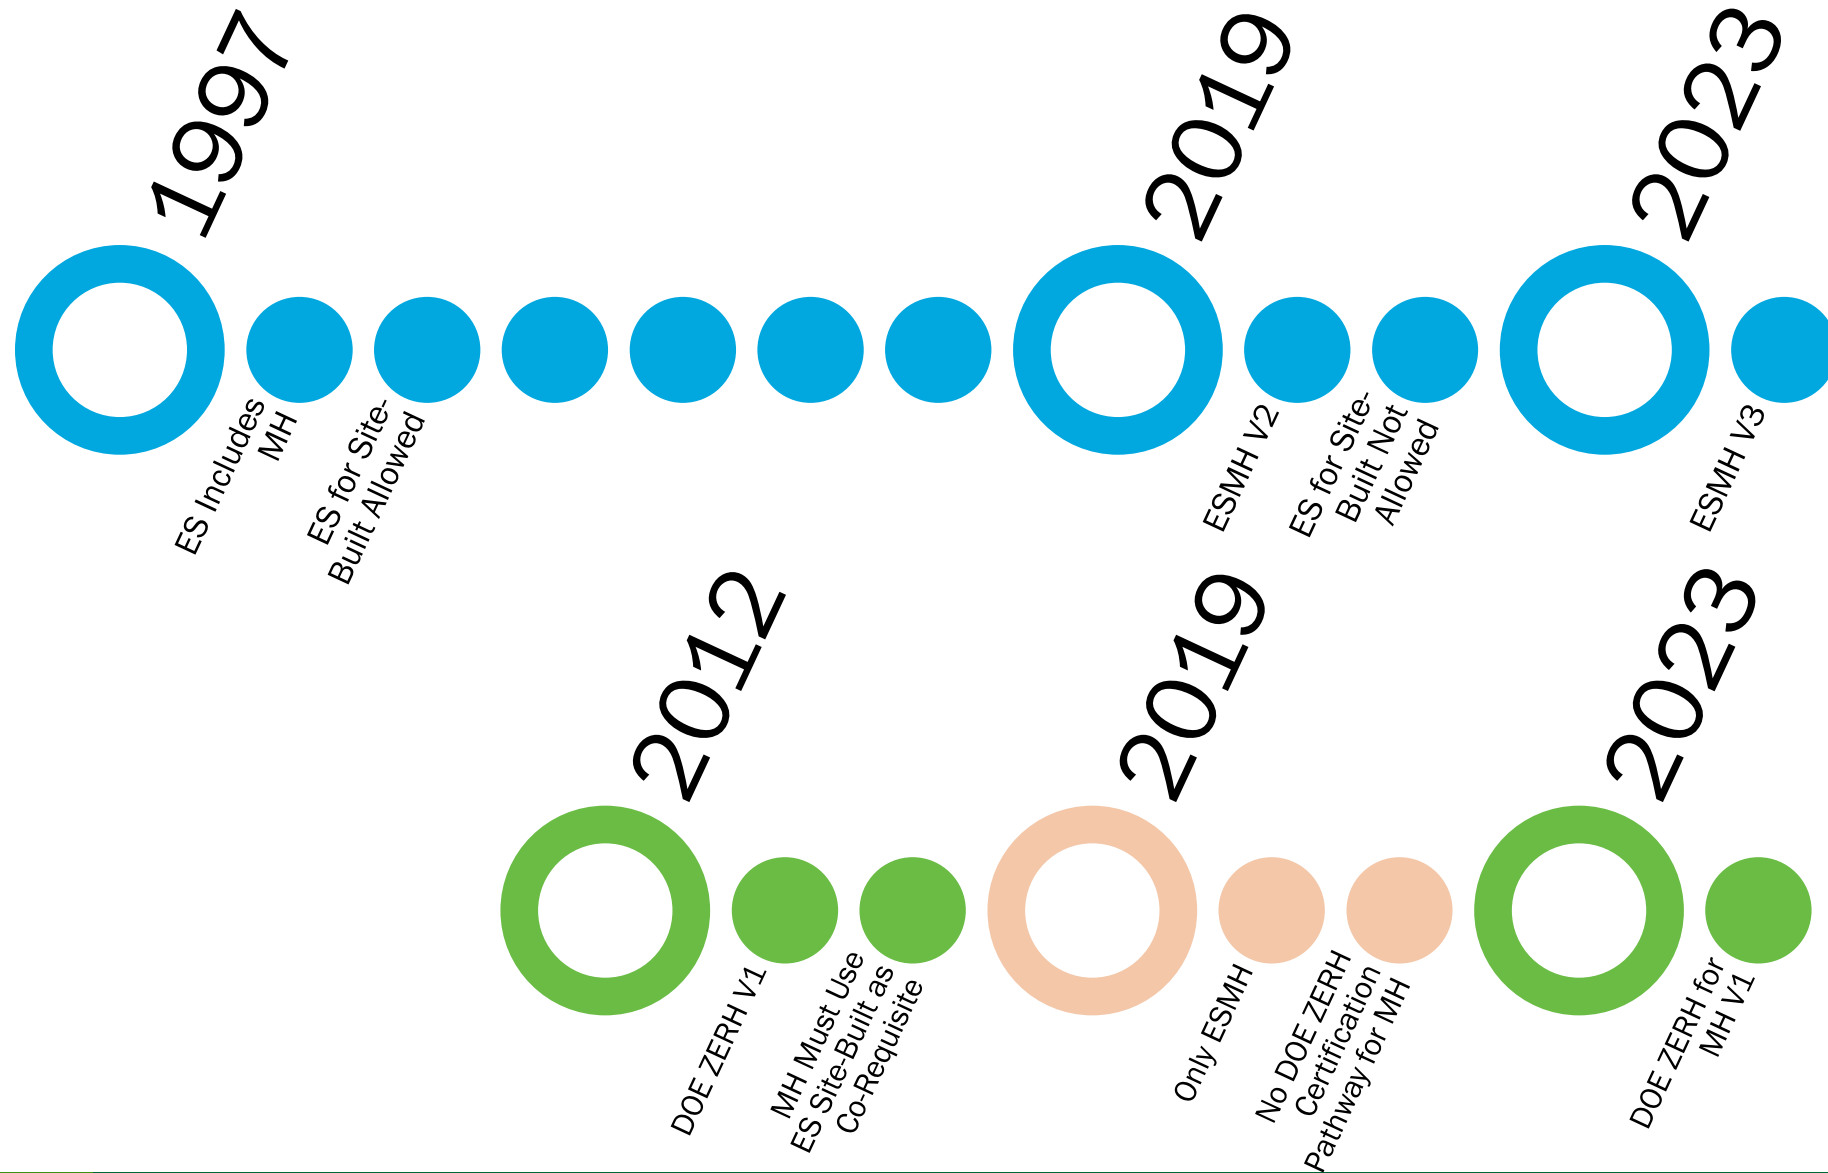 1997
ES Includes
MH
ES for Site-
Built Allowed
2019
ESMH V2
ES for Site-
Built Not
Allowed
2023
ESMH V3
2012
DOE ZERH V1
MH Must Use
ES Site-Built as
Co-Requisite
2019
Only ESMH
No DOE ZERH
Certification
Pathway for MH
2023
DOE ZERH for
MH V1